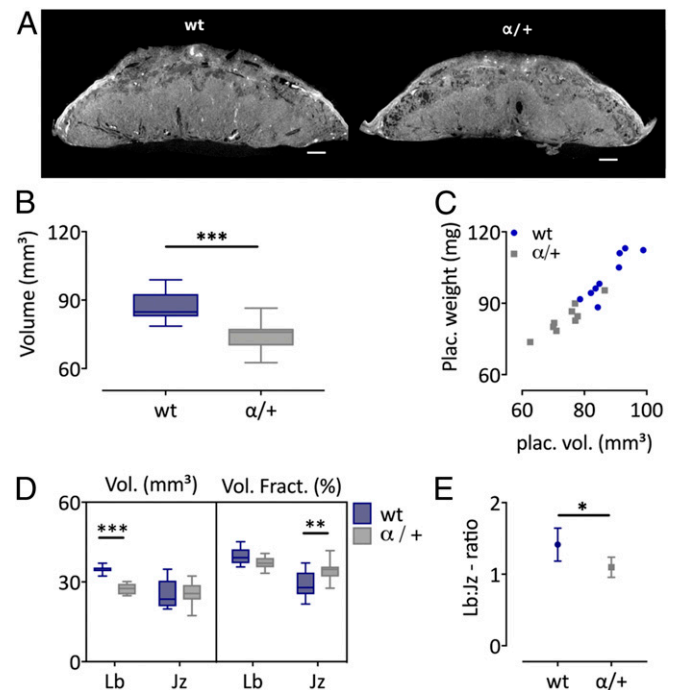 A
wt
α/+
B
Volume (mm³)
120
90
60
***
wt
α/+
C
Plac. weight (mg)
120
90
60
wt
α/+
60
80
100
plac. vol. (mm³)
D
Vol. (mm³)
Vol. Fract. (%)
60
30
0
***
**
wt
α/+
Lb
Jz
Lb
Jz
E
Lb:Jz - ratio
2
1
0
*
wt
α/+